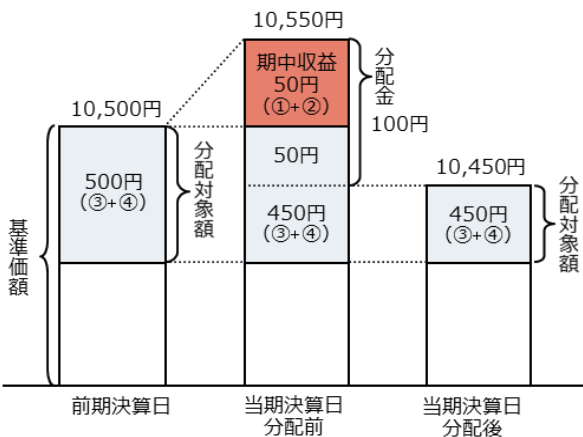 10,550円
期中収益
50円
(①+②)
分配金
100円
10,500円
500円
(③+④)
分配対象額
50円
450円
(③+④)
10,450円
450円
(③+④)
分配対象額
基準価額
前期決算日
当期決算日
分配前
当期決算日
分配後